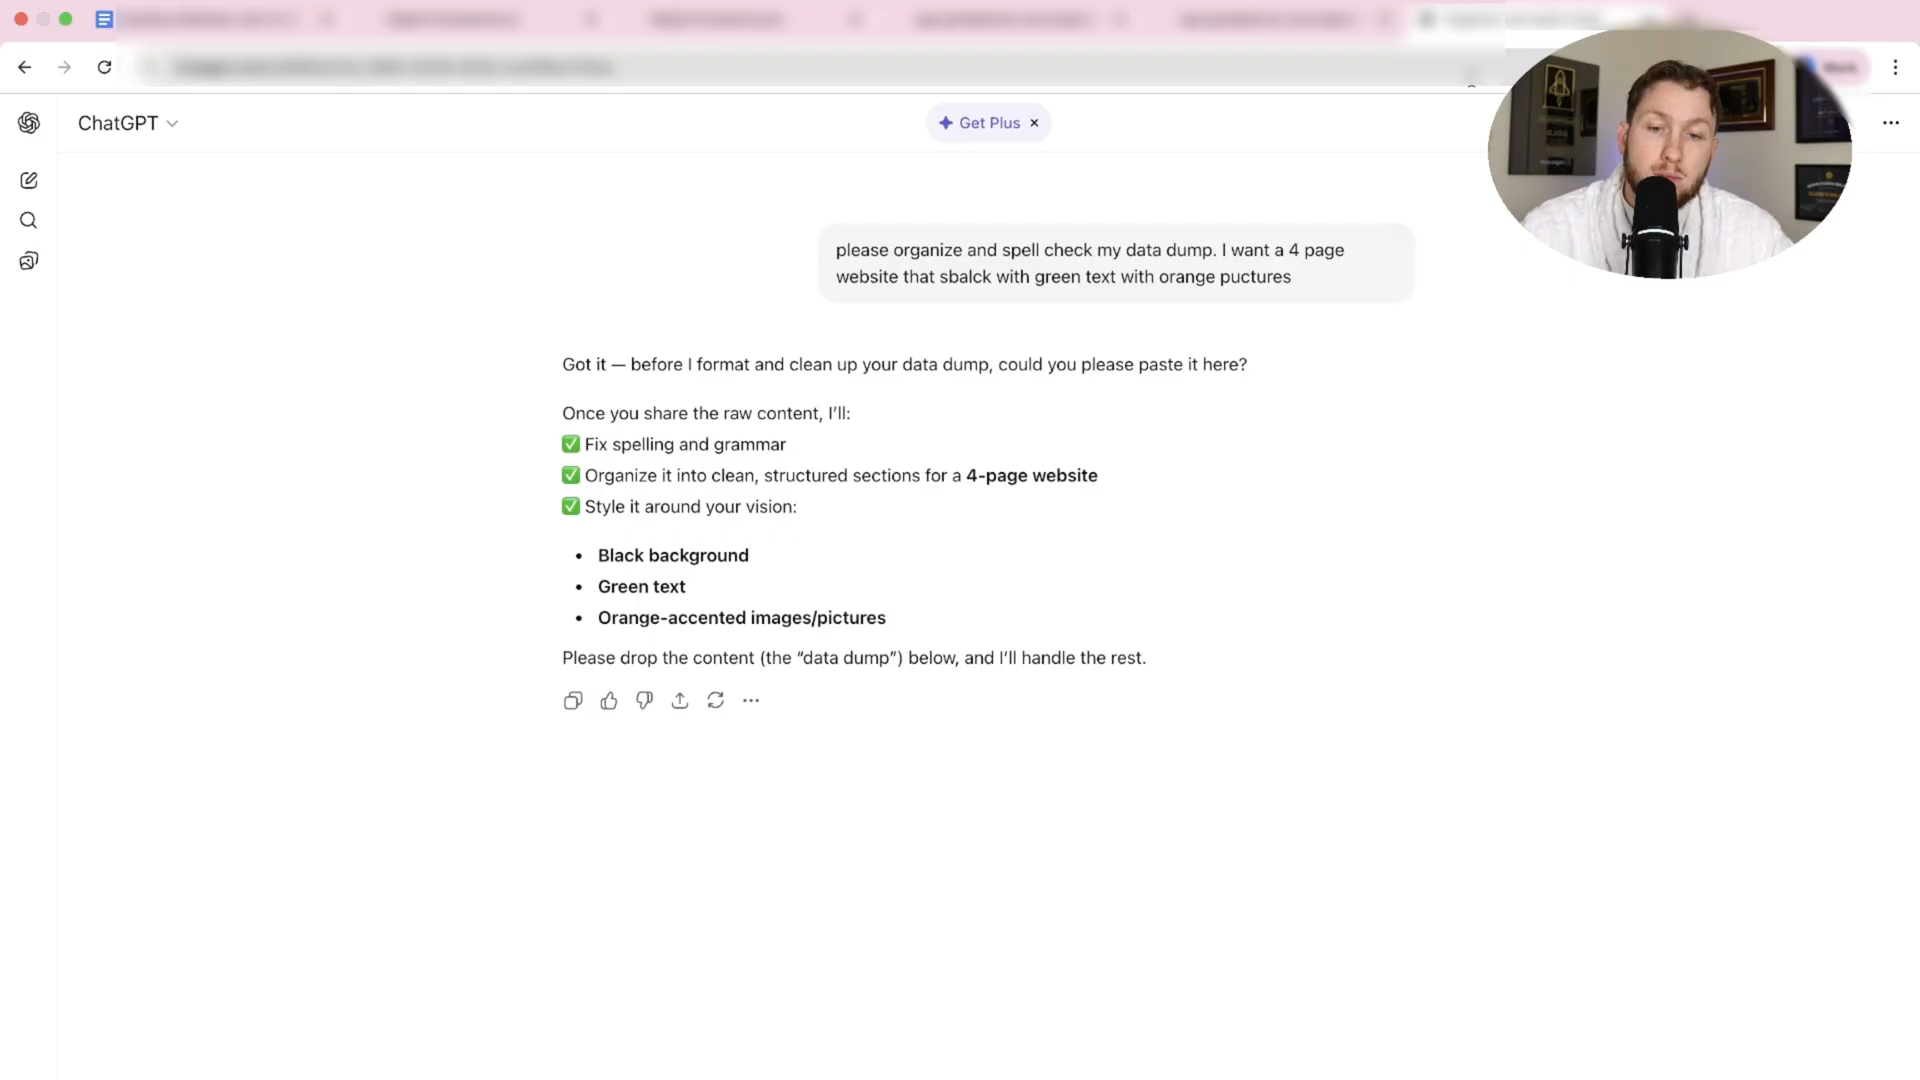 ChatGPT
Get Plus
please organize and spell check my data dump. I want a 4 page
website that sbalck with green text with orange puctures
Got it — before I format and clean up your data dump, could you please paste it here?
Once you share the raw content, I’ll:
✅ Fix spelling and grammar
✅ Organize it into clean, structured sections for a 4-page website
✅ Style it around your vision:
• Black background
• Green text
• Orange-accented images/pictures
Please drop the content (the “data dump”) below, and I’ll handle the rest.